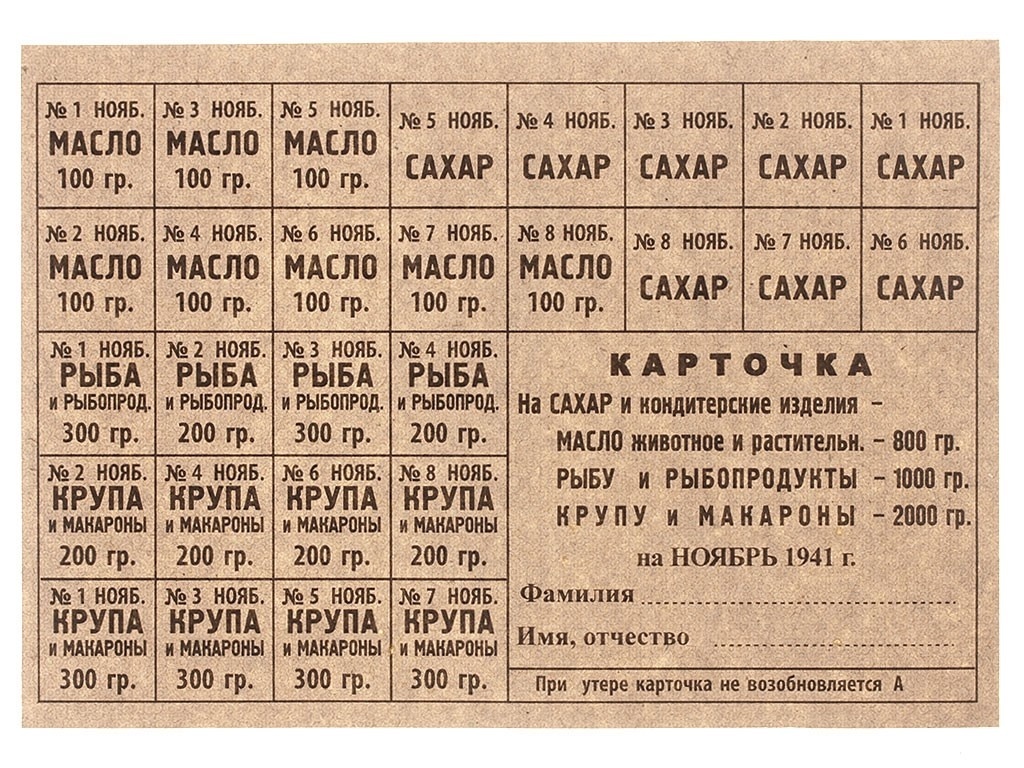 № 1 НОЯБ.
МАСЛО
100 гр.
№ 3 НОЯБ.
МАСЛО
100 гр.
№ 5 НОЯБ.
МАСЛО
100 гр.
№ 5 НОЯБ.
САХАР
№ 4 НОЯБ.
САХАР
№ 3 НОЯБ.
САХАР
№ 2 НОЯБ.
САХАР
№ 1 НОЯБ.
САХАР
№ 2 НОЯБ.
МАСЛО
100 гр.
№ 4 НОЯБ.
МАСЛО
100 гр.
№ 6 НОЯБ.
МАСЛО
100 гр.
№ 7 НОЯБ.
МАСЛО
100 гр.
№ 8 НОЯБ.
МАСЛО
100 гр.
№ 8 НОЯБ.
САХАР
№ 7 НОЯБ.
САХАР
№ 6 НОЯБ.
САХАР
№ 1 НОЯБ.
РЫБА
и РЫБОПРОД.
300 гр.
№ 2 НОЯБ.
РЫБА
и РЫБОПРОД.
200 гр.
№ 3 НОЯБ.
РЫБА
и РЫБОПРОД.
300 гр.
№ 4 НОЯБ.
РЫБА
и РЫБОПРОД.
200 гр.
№ 2 НОЯБ.
КРУПА
и МАКАРОНЫ
200 гр.
№ 4 НОЯБ.
КРУПА
и МАКАРОНЫ
200 гр.
№ 6 НОЯБ.
КРУПА
и МАКАРОНЫ
200 гр.
№ 8 НОЯБ.
КРУПА
и МАКАРОНЫ
200 гр.
№ 1 НОЯБ.
КРУПА
и МАКАРОНЫ
300 гр.
№ 3 НОЯБ.
КРУПА
и МАКАРОНЫ
300 гр.
№ 5 НОЯБ.
КРУПА
и МАКАРОНЫ
300 гр.
№ 7 НОЯБ.
КРУПА
и МАКАРОНЫ
300 гр.
КАРТОЧКА
На САХАР и кондитерские изделия –
МАСЛО животное и растительн. – 800 гр.
РЫБУ и РЫБОПРОДУКТЫ – 1000 гр.
КРУПУ и МАКАРОНЫ – 2000 гр.
на НОЯБРЬ 1941 г.
Фамилия
Имя, отчество
При утере карточка не возобновляется А